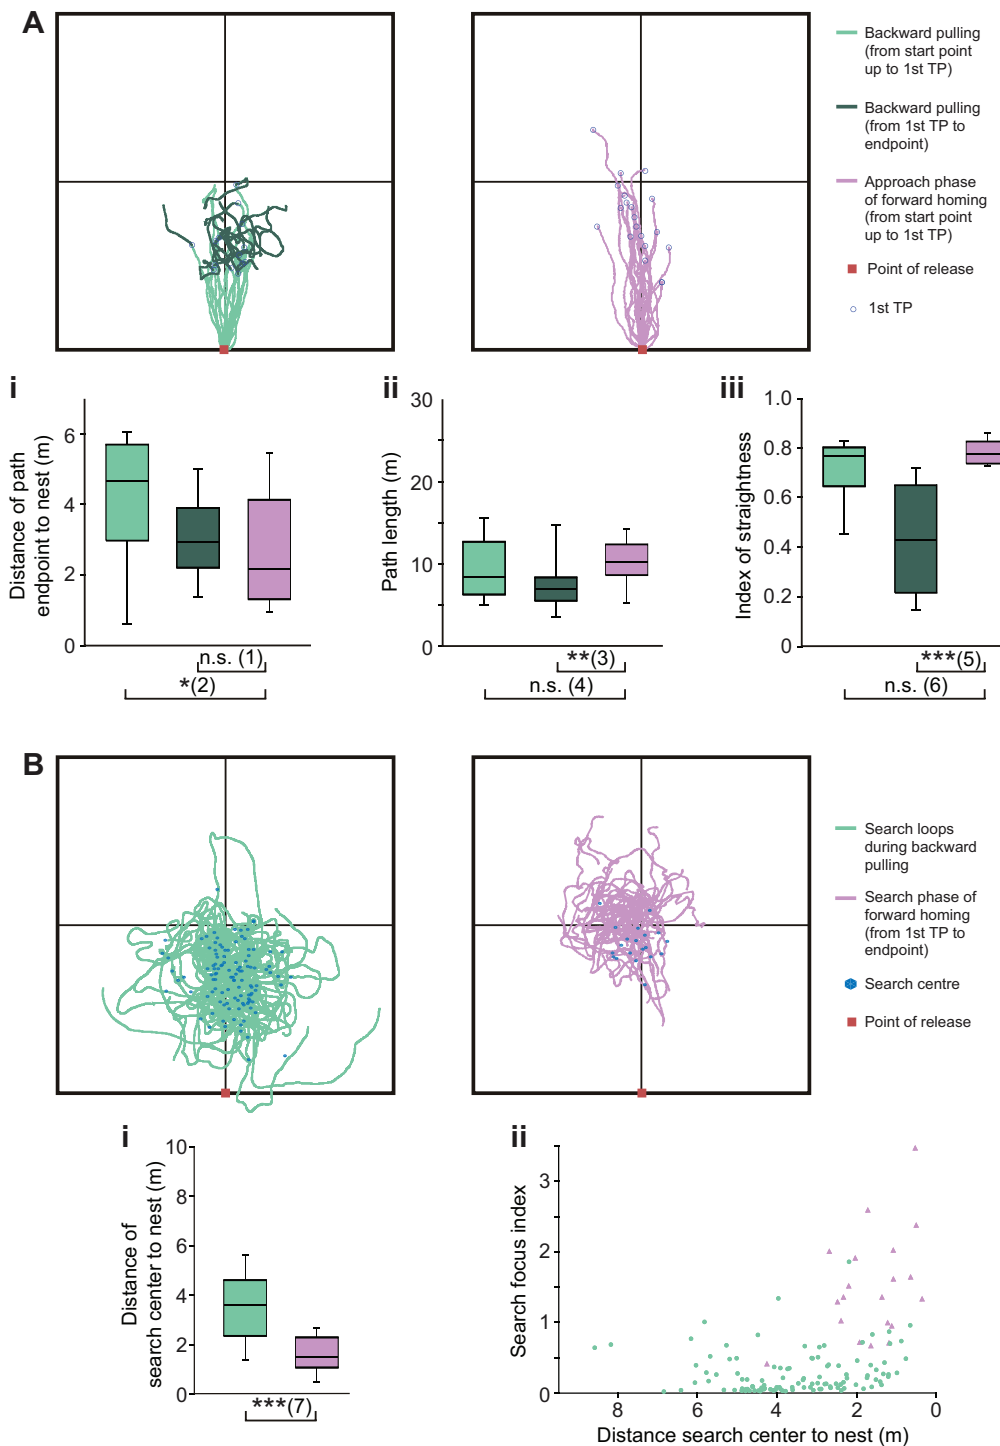 A
Backward pulling
(from start point
up to 1st TP)
Backward pulling
(from 1st TP to
endpoint)
Approach phase
of forward homing
(from start point
up to 1st TP)
Point of release
1st TP
i
Distance of path
endpoint to nest (m)
6
4
2
0
n.s. (1)
*(2)
ii
Path length (m)
30
20
10
0
**(3)
n.s. (4)
iii
Index of straightness
1.0
0.8
0.6
0.4
0.2
0
***(5)
n.s. (6)
B
Search loops
during backward
pulling
Search phase of
forward homing
(from 1st TP to
endpoint)
Search centre
Point of release
i
Distance of
search center to nest (m)
10
8
6
4
2
0
***(7)
ii
Search focus index
3
2
1
0
8 6 4 2 0
Distance search center to nest (m)